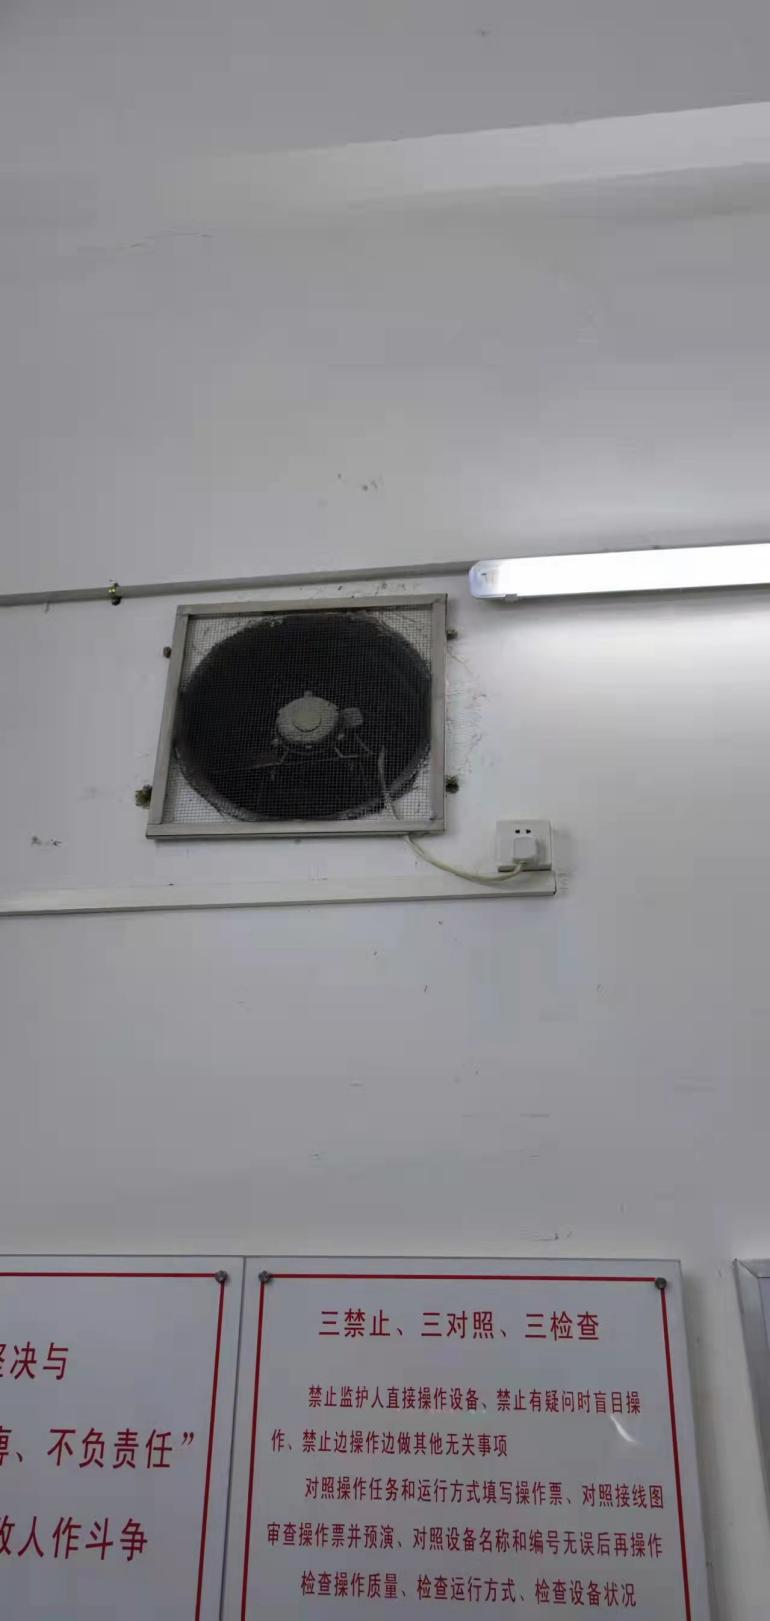 坚决与
、不负责任”
敌人作斗争
三禁止、三对照、三检查
禁止监护人直接操作设备、禁止有疑问时盲目操
作、禁止边操作边做其他无关事项
对照操作任务和运行方式填写操作票、对照接线图
审查操作票并预演、对照设备名称和编号无误后再操作
检查操作质量、检查运行方式、检查设备状况